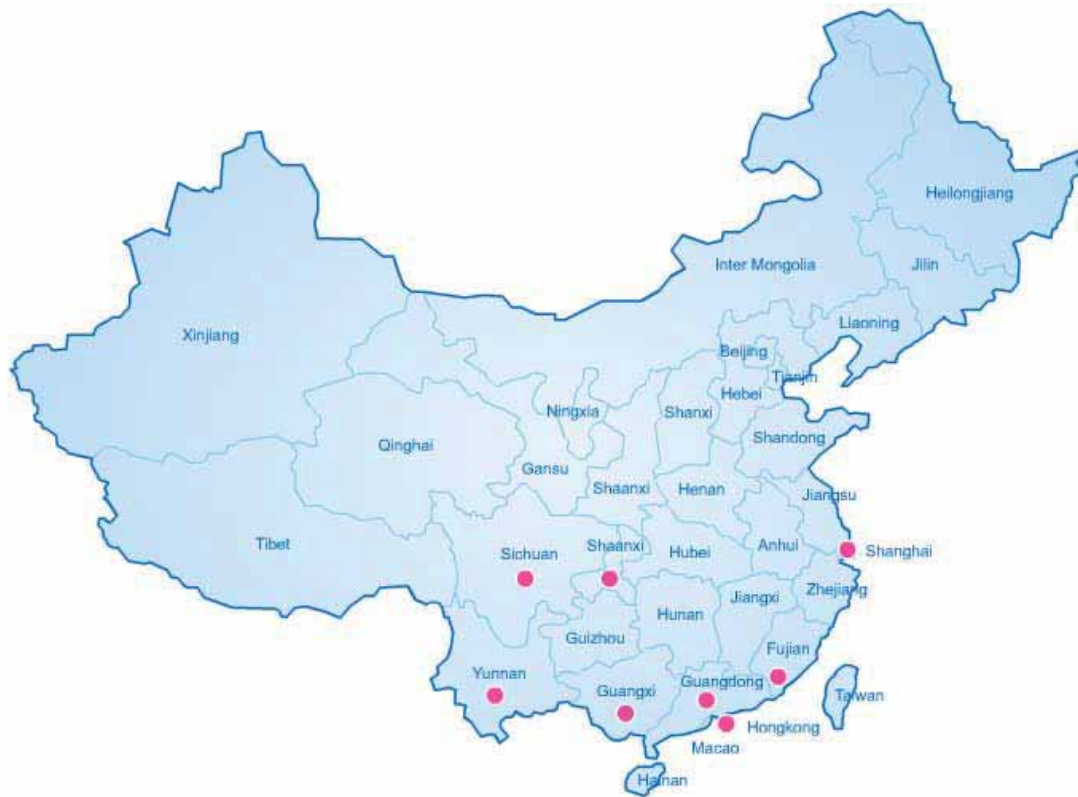 Heilongjiang
Inter Mongolia
Jilin
Xinjiang
Liaoning
Beijing
Tianjin
Hebei
Ningxia
Shanxi
Shandong
Qinghai
Gansu
Shaanxi
Henan
Jiangsu
Tibet
Sichuan
Shaanxi
Hubei
Anhui
Shanghai
Zhejiang
Jiangxi
Hunan
Guizhou
Fujian
Yunnan
Guangxi
Guangdong
Taiwan
Hongkong
Macao
Hainan